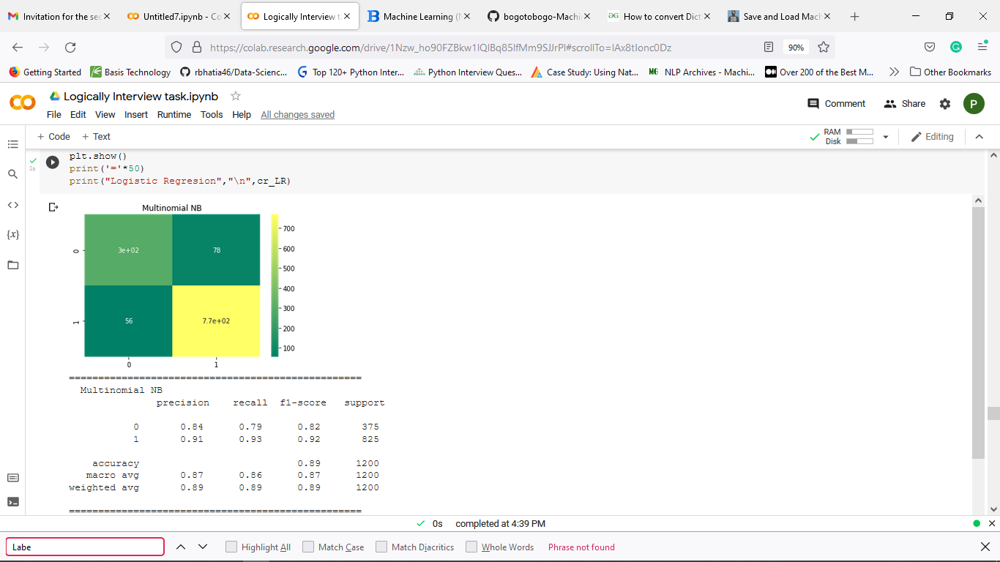 Invitation for the sec
Untitled7.ipynb - Co
Logically Interview t
Machine Learning (
bogotobogo-Machi
How to convert Dict
Save and Load Mach
https://colab.research.google.com/drive/1Nzw_ho90FZBkw1IQlBq85lfMm9SJJrPI#scrollTo=lAx8tIonc0Dz
90%
Getting Started
Basis Technology
rbhatia46/Data-Scienc...
Top 120+ Python Inter...
Python Interview Ques...
Case Study: Using Nat...
MG NLP Archives - Machi...
Over 200 of the Best M...
Other Bookmarks
Logically Interview task.ipynb
Comment
Share
P
File Edit View Insert Runtime Tools Help All changes saved
+ Code + Text
RAM
Disk
Editing
2s
plt.show()
print('='*50)
print("Logistic Regresion","\n",cr_LR)
{x}
Multinomial NB
0
3e+02 78
1
56 7.7e+02
0 1
700
600
500
400
300
200
100
==================================================
Multinomial NB
precision recall f1-score support
0 0.84 0.79 0.82 375
1 0.91 0.93 0.92 825
accuracy 0.89 1200
macro avg 0.87 0.86 0.87 1200
weighted avg 0.89 0.89 0.89 1200
==================================================
0s completed at 4:39 PM
Labe
Highlight All
Match Case
Match Diacritics
Whole Words
Phrase not found